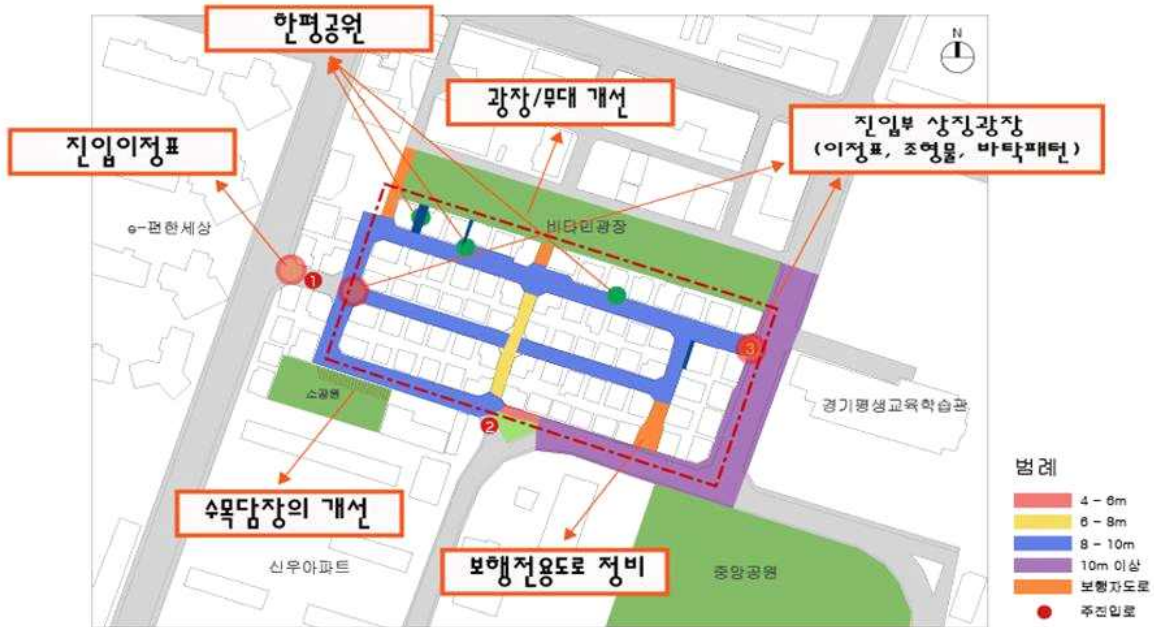 한평공원
N
광장/무대 개선
진입부 상징광장
(이정표, 조형물, 바닥패턴)
진입이정표
e-편한세상
비타민광장
1
3
소공원
경기평생교육학습관
2
수목담장의 개선
보행전용도로 정비
신우아파트
중앙공원
범례
4 - 6m
6 - 8m
8 - 10m
10m 이상
보행자도로
주진입로